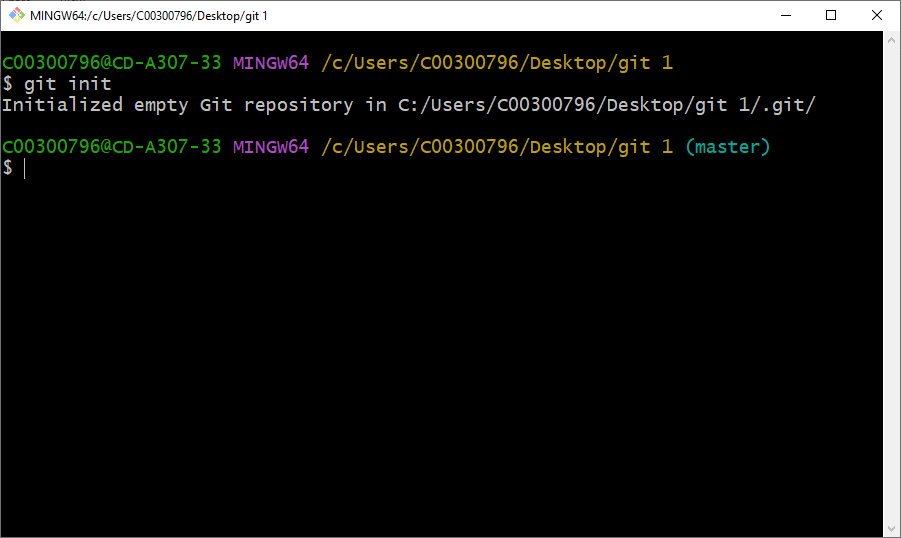 MINGW64:/c/Users/C00300796/Desktop/git 1
C00300796@CD-A307-33 MINGW64 /c/Users/C00300796/Desktop/git 1
$ git init
Initialized empty Git repository in C:/Users/C00300796/Desktop/git 1/.git/
C00300796@CD-A307-33 MINGW64 /c/Users/C00300796/Desktop/git 1 (master)
$